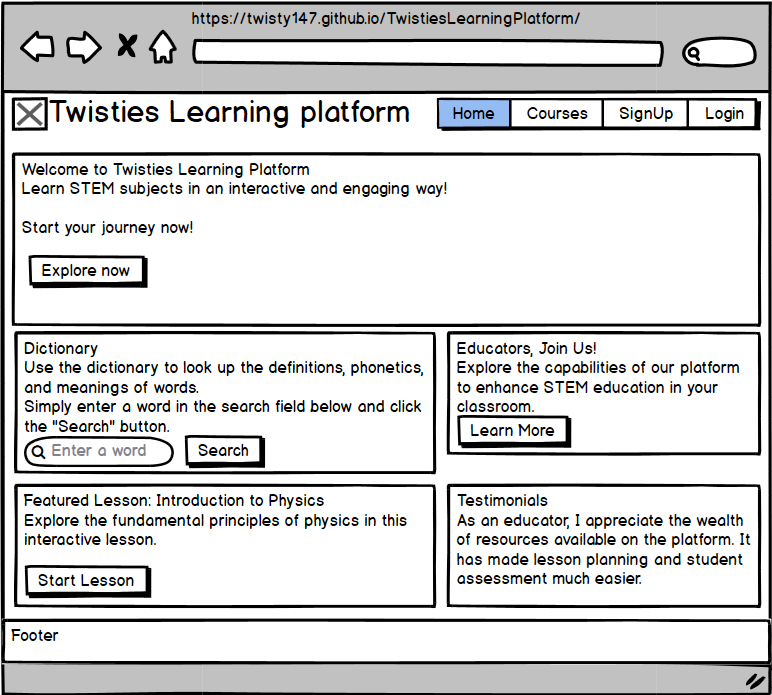 https://twisty147.github.io/TwistiesLearningPlatform/
Twisties Learning platform
Home Courses SignUp Login
Welcome to Twisties Learning Platform
Learn STEM subjects in an interactive and engaging way!
Start your journey now!
Explore now
Dictionary
Use the dictionary to look up the definitions, phonetics,
and meanings of words.
Simply enter a word in the search field below and click
the "Search" button.
Enter a word
Search
Educators, Join Us!
Explore the capabilities of our platform
to enhance STEM education in your
classroom.
Learn More
Featured Lesson: Introduction to Physics
Explore the fundamental principles of physics in this
interactive lesson.
Start Lesson
Testimonials
As an educator, I appreciate the wealth
of resources available on the platform. It
has made lesson planning and student
assessment much easier.
Footer